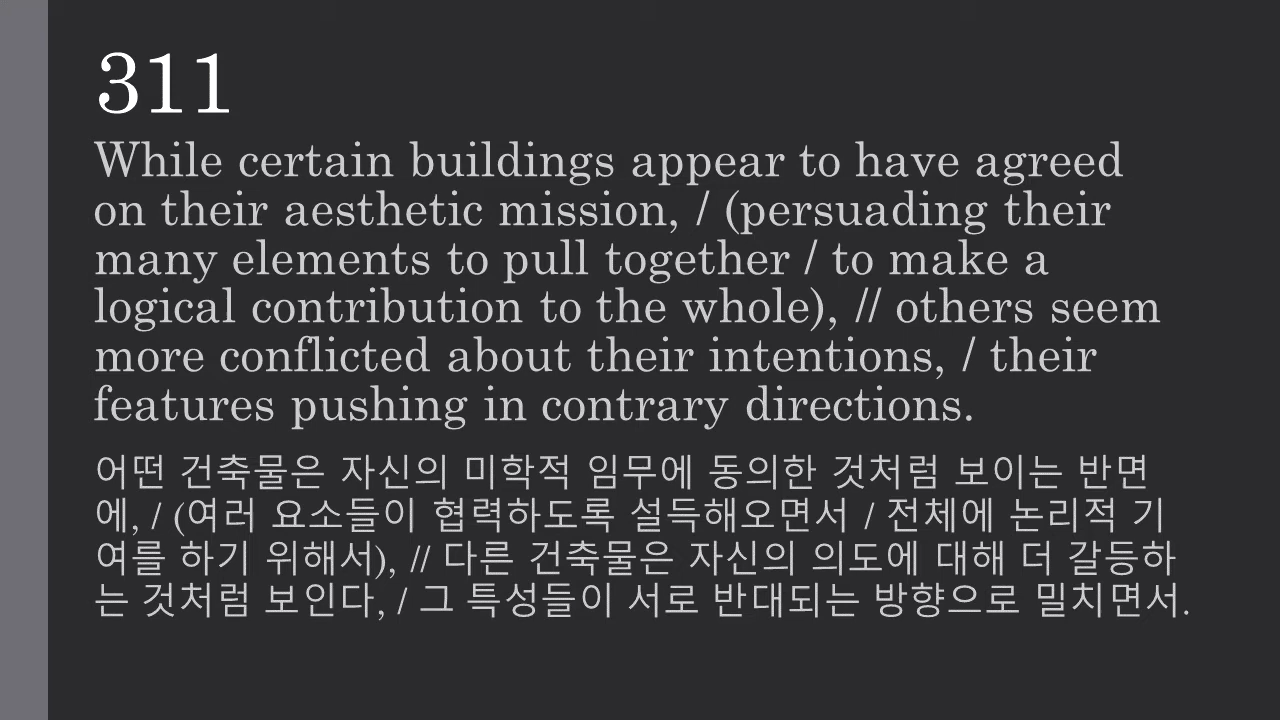 311
While certain buildings appear to have agreed
on their aesthetic mission, / (persuading their
many elements to pull together / to make a
logical contribution to the whole), // others seem
more conflicted about their intentions, / their
features pushing in contrary directions.
어떤 건축물은 자신의 미학적 임무에 동의한 것처럼 보이는 반면
에, / (여러 요소들이 협력하도록 설득해오면서 / 전체에 논리적 기
여를 하기 위해서), // 다른 건축물은 자신의 의도에 대해 더 갈등하
는 것처럼 보인다, / 그 특성들이 서로 반대되는 방향으로 밀치면서.